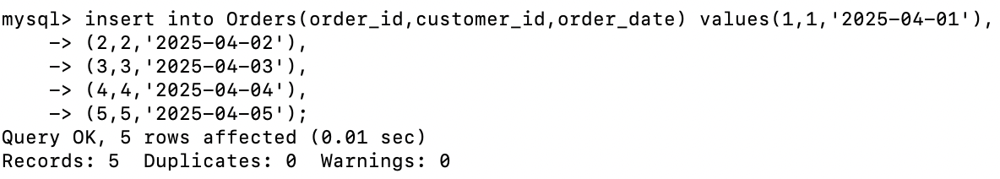 mysql> insert into Orders(order_id,customer_id,order_date) values(1,1,'2025-04-01'),
    -> (2,2,'2025-04-02'),
    -> (3,3,'2025-04-03'),
    -> (4,4,'2025-04-04'),
    -> (5,5,'2025-04-05');
Query OK, 5 rows affected (0.01 sec)
Records: 5  Duplicates: 0  Warnings: 0